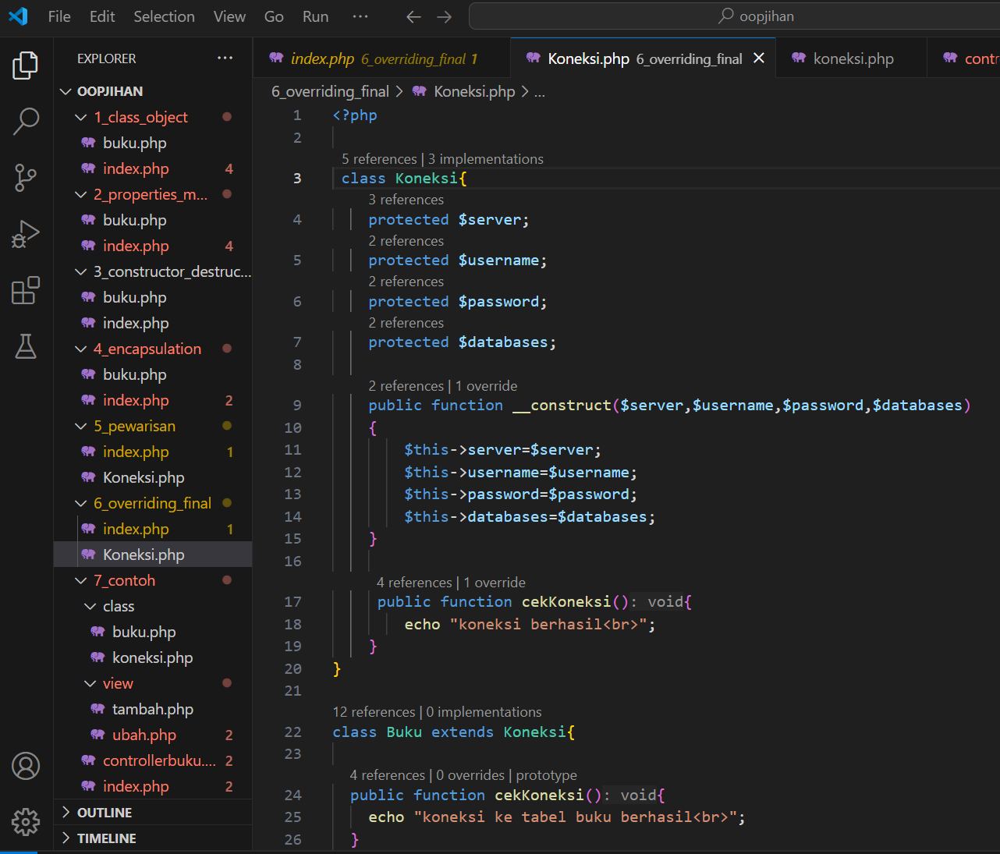 File Edit Selection View Go Run ··· oopjihan
EXPLORER ···
OOPJIHAN
1_class_object
buku.php
index.php 4
2_properties_m...
buku.php
index.php 4
3_constructor_destruc...
buku.php
index.php
4_encapsulation
buku.php
index.php 2
5_pewarisan
index.php 1
Koneksi.php
6_overriding_final
index.php 1
Koneksi.php
7_contoh
class
buku.php
koneksi.php
view
tambah.php
ubah.php 2
controllerbuku.... 2
index.php 2
OUTLINE
TIMELINE
index.php 6_overriding_final 1 Koneksi.php 6_overriding_final koneksi.php contr
6_overriding_final > Koneksi.php > ...
1 <?php
2
5 references | 3 implementations
3 class Koneksi{
3 references
4 protected $server;
2 references
5 protected $username;
2 references
6 protected $password;
2 references
7 protected $databases;
8
2 references | 1 override
9 public function __construct($server,$username,$password,$databases)
10 {
11 $this->server=$server;
12 $this->username=$username;
13 $this->password=$password;
14 $this->databases=$databases;
15 }
16
4 references | 1 override
17 public function cekKoneksi(): void{
18 echo "koneksi berhasil<br>";
19 }
20 }
21
12 references | 0 implementations
22 class Buku extends Koneksi{
23
4 references | 0 overrides | prototype
24 public function cekKoneksi(): void{
25 echo "koneksi ke tabel buku berhasil<br>";
26 }